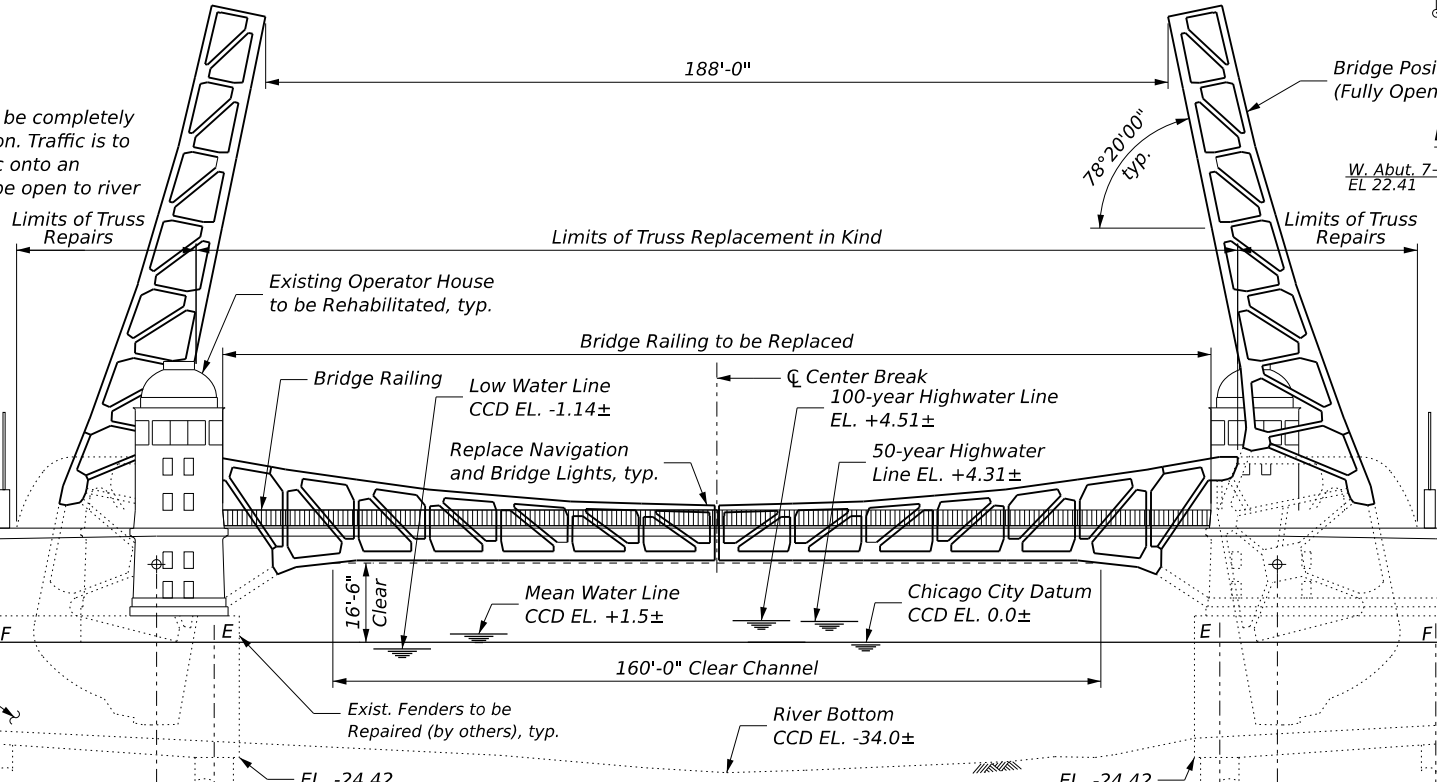 188'-0"
Bridge Posi
(Fully Open
be completely
on. Traffic is to
c onto an
be open to river
78°20'00"
typ.
W. Abut. 7-
EL 22.41
Limits of Truss
Repairs
Limits of Truss Replacement in Kind
Limits of Truss
Repairs
Existing Operator House
to be Rehabilitated, typ.
Bridge Railing to be Replaced
Bridge Railing
Low Water Line
CCD EL. -1.14±
℄ Center Break
100-year Highwater Line
EL. +4.51±
Replace Navigation
and Bridge Lights, typ.
50-year Highwater
Line EL. +4.31±
16'-6"
Clear
Mean Water Line
CCD EL. +1.5±
Chicago City Datum
CCD EL. 0.0±
F
E
E
F
160'-0" Clear Channel
Exist. Fenders to be
Repaired (by others), typ.
River Bottom
CCD EL. -34.0±
EL. -24.42
EL. -24.42